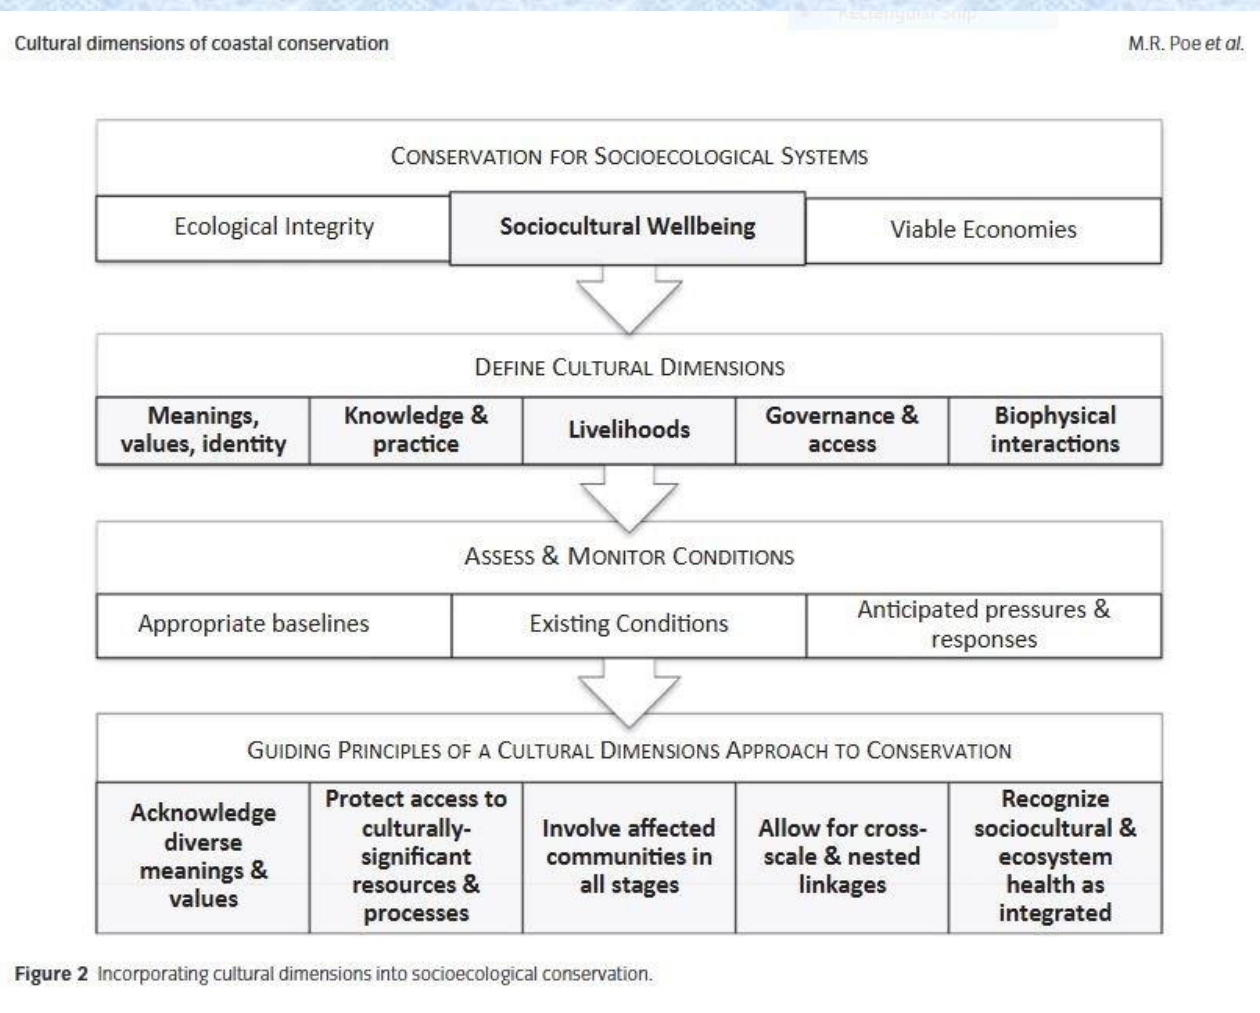 Rectangular Snip
Cultural dimensions of coastal conservation
M.R. Poe et al.
CONSERVATION FOR SOCIOECOLOGICAL SYSTEMS
Ecological Integrity
Sociocultural Wellbeing
Viable Economies
DEFINE CULTURAL DIMENSIONS
Meanings,
values, identity
Knowledge &
practice
Livelihoods
Governance &
access
Biophysical
interactions
ASSESS & MONITOR CONDITIONS
Appropriate baselines
Existing Conditions
Anticipated pressures &
responses
GUIDING PRINCIPLES OF A CULTURAL DIMENSIONS APPROACH TO CONSERVATION
Acknowledge
diverse
meanings &
values
Protect access to
culturally-
significant
resources &
processes
Involve affected
communities in
all stages
Allow for cross-
scale & nested
linkages
Recognize
sociocultural &
ecosystem
health as
integrated
Figure 2 Incorporating cultural dimensions into socioecological conservation.